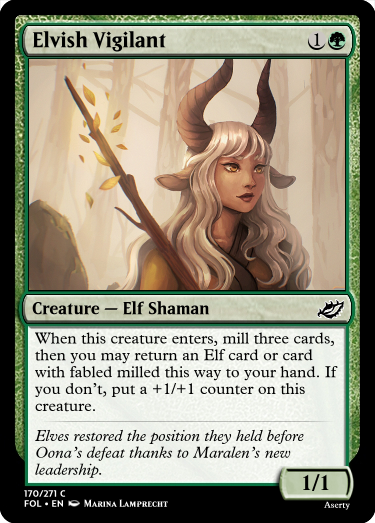 Elvish Vigilant 1
Creature — Elf Shaman
When this creature enters, mill three cards,
then you may return an Elf card or card
with fabled milled this way to your hand. If
you don't, put a +1/+1 counter on this
creature.
Elves restored the position they held before
Oona's defeat thanks to Maralen's new
leadership.
1/1
170/271 C
FOL • EN Marina Lamprecht
Aserty